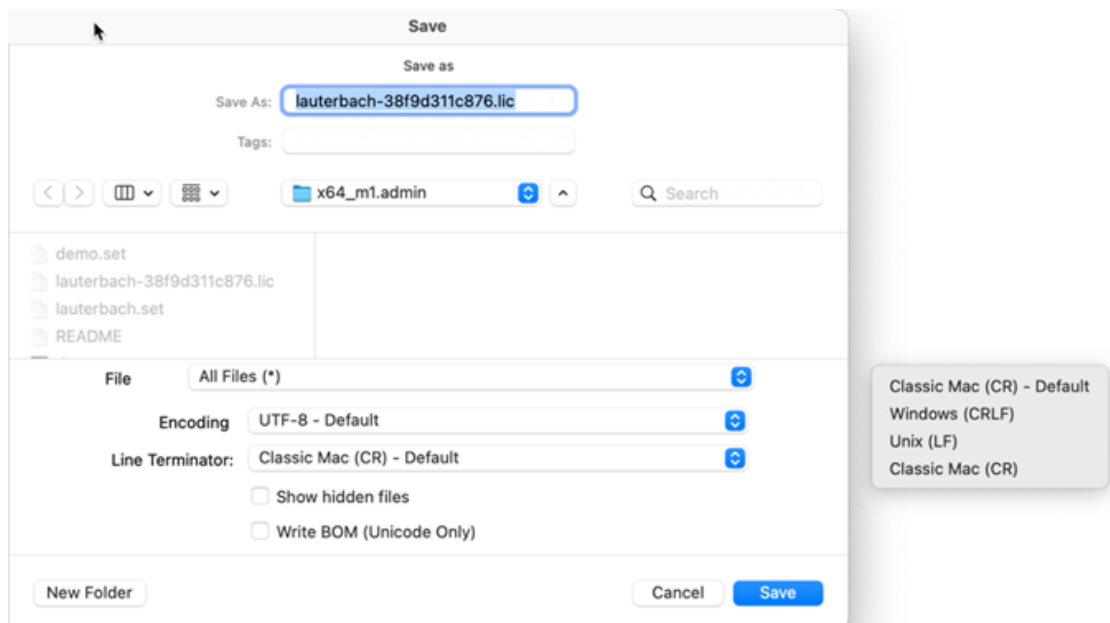 Save
Save as
Save As: lauterbach-38f9d311c876.lic
Tags:
x64_m1.admin
Search
demo.set
lauterbach-38f9d311c876.lic
lauterbach.set
README
File All Files (*)
Encoding UTF-8 - Default
Line Terminator: Classic Mac (CR) - Default
Show hidden files
Write BOM (Unicode Only)
New Folder Cancel Save
Classic Mac (CR) - Default
Windows (CRLF)
Unix (LF)
Classic Mac (CR)